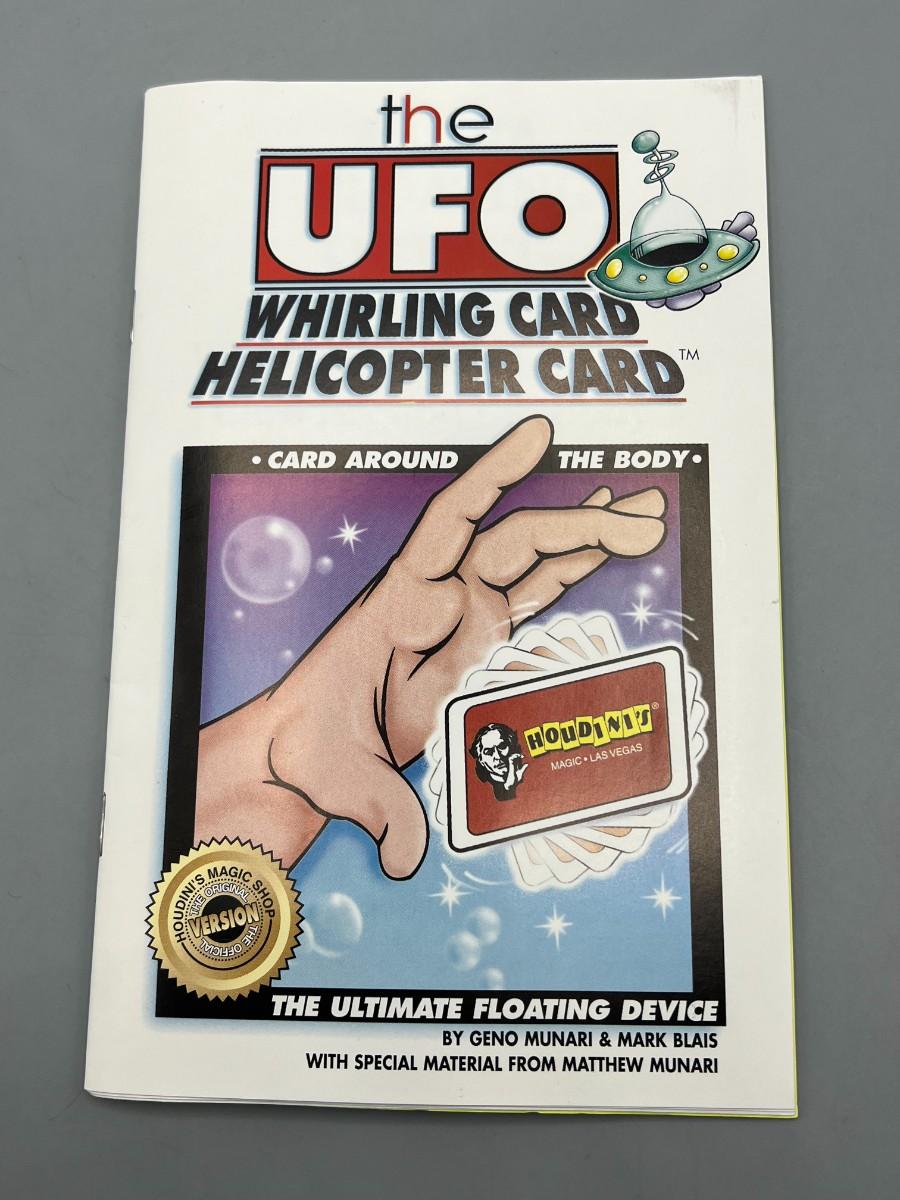 the
UFO
WHIRLING CARD
HELICOPTER CARD™
• CARD AROUND THE BODY •
HOUDINI'S®
MAGIC • LAS VEGAS
HOUDINI'S MAGIC SHOP
THE ORIGINAL
VERSION
THE OFFICIAL
THE ULTIMATE FLOATING DEVICE
BY GENO MUNARI & MARK BLAIS
WITH SPECIAL MATERIAL FROM MATTHEW MUNARI